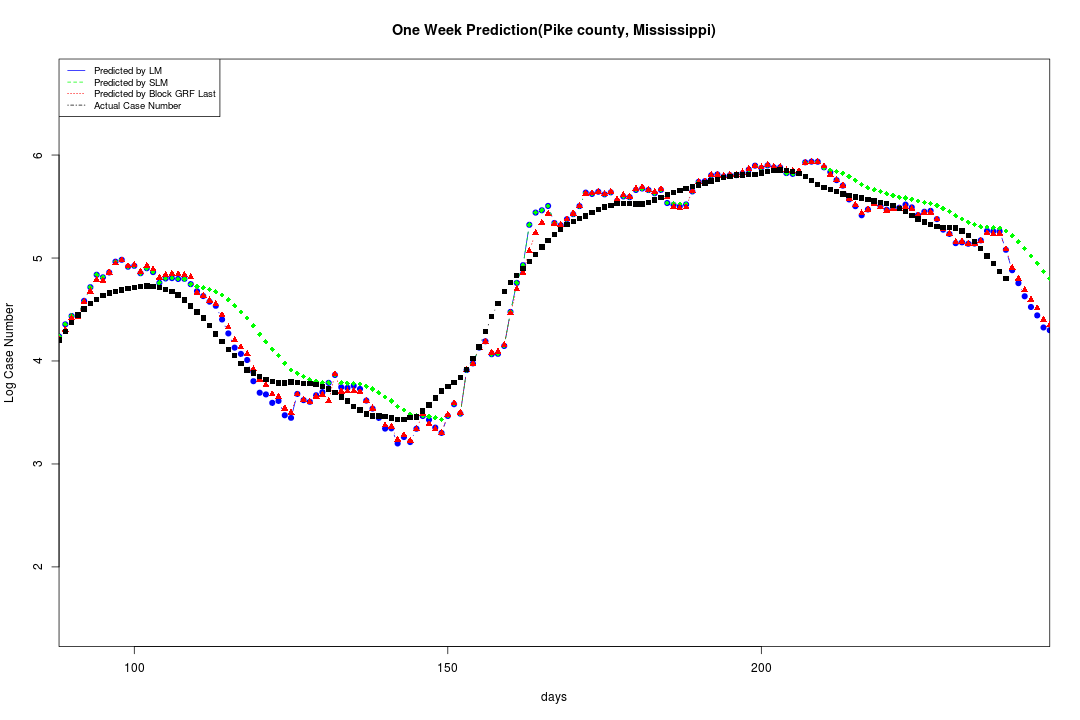 One Week Prediction(Pike county, Mississippi)
Predicted by LM
Predicted by SLM
Predicted by Block GRF Last
Actual Case Number
6
5
4
3
2
Log Case Number
100 150 200
days